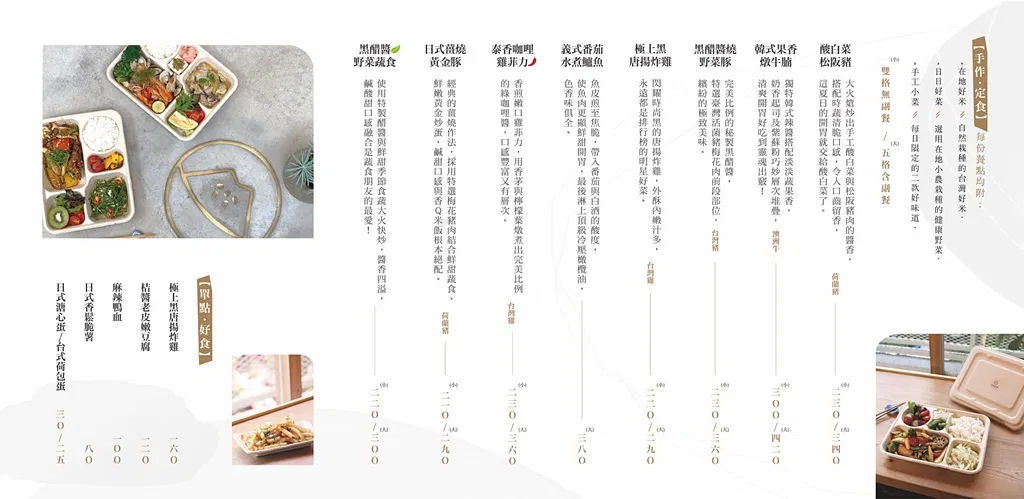 【手作・定食】每份餐點均附：
・在地好米 // 自然栽種的台灣好米・
・日日好菜 // 選用在地小農栽種的健康野菜・
・手工小菜 // 每日限定的二款好味道・
(小) 雙格無副餐 / (大) 五格含副餐
酸白菜
松阪豬
大火熗炒出手工酸白菜與松阪豬肉的醬香，
搭配時蔬清脆口感，令人口齒留香，
這夏日的開胃就交給酸白菜了。
荷蘭豬
(小) 二三〇 / (大) 三四〇
韓式果香
燉牛腩
獨特韓式辣醬搭配淡淡蔬果香，
奶香起司及紫蘇粉巧妙層次堆疊，
清爽開胃好吃到靈魂出竅！
澳洲牛
(小) 三〇〇 / (大) 四二〇
黑醋醬燒
野菜豚
完美比例的秘製黑醋醬，
特選臺灣活菌豬梅花肉前段部位。
繽紛的極致美味。
台灣豬
(小) 二三〇 / (大) 三六〇
極上黑
唐揚炸雞
閃耀時尚黑的唐揚炸雞，外酥內嫩汁多，
永遠都是排行榜的明星好菜。
台灣雞
(小) 二二〇 / (大) 二九〇
義式番茄
水煮鱸魚
魚皮煎至焦脆，帶入番茄與白酒的酸度，
使魚肉更顯鮮甜開胃，最後淋上頂級冷壓橄欖油，
色香味俱全。
(大) 三八〇
泰香咖哩
雞菲力
香煎嫩口雞菲力，用香茅與檸檬葉燉煮出完美比例
的綠咖哩醬，口感豐富又有層次。
台灣雞
(小) 二三〇 / (大) 三六〇
日式薑燒
黃金豚
經典的薑燒作法，採用特選梅花豬肉結合鮮甜蔬食、
鮮嫩黃金炒蛋，鹹甜口感與香Q米飯根本絕配。
荷蘭豬
(小) 二二〇 / (大) 二九〇
黑醋醬
野菜蔬食
使用特製醋醬與鮮甜季節食蔬大火快炒，醬香四溢，
鹹酸甜口感融合是蔬食朋友的最愛！
(小) 二二〇 / (大) 三〇〇
【單點・好食】
極上黑唐揚炸雞 一六〇
桔醬老皮嫩豆腐 一二〇
麻辣鴨血 一〇〇
日式香鬆脆薯 八〇
日式溏心蛋/台式荷包蛋 三〇/二五